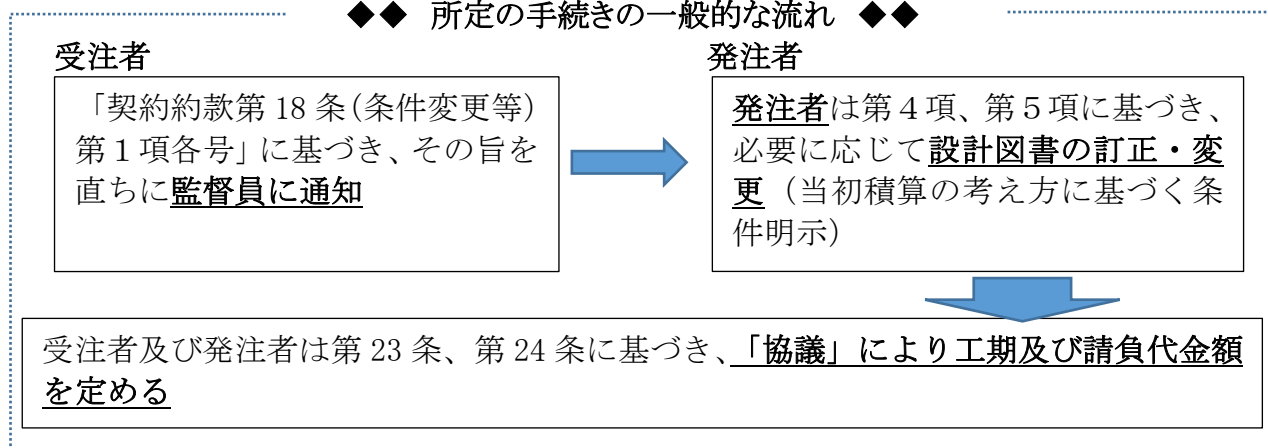 ◆◆ 所定の手続きの一般的な流れ ◆◆
受注者
「契約約款第 18 条(条件変更等)
第１項各号」に基づき、その旨を
直ちに監督員に通知
発注者
発注者は第４項、第５項に基づき、
必要に応じて設計図書の訂正・変
更（当初積算の考え方に基づく条
件明示）
受注者及び発注者は第 23 条、第 24 条に基づき、「協議」により工期及び請負代金額
を定める